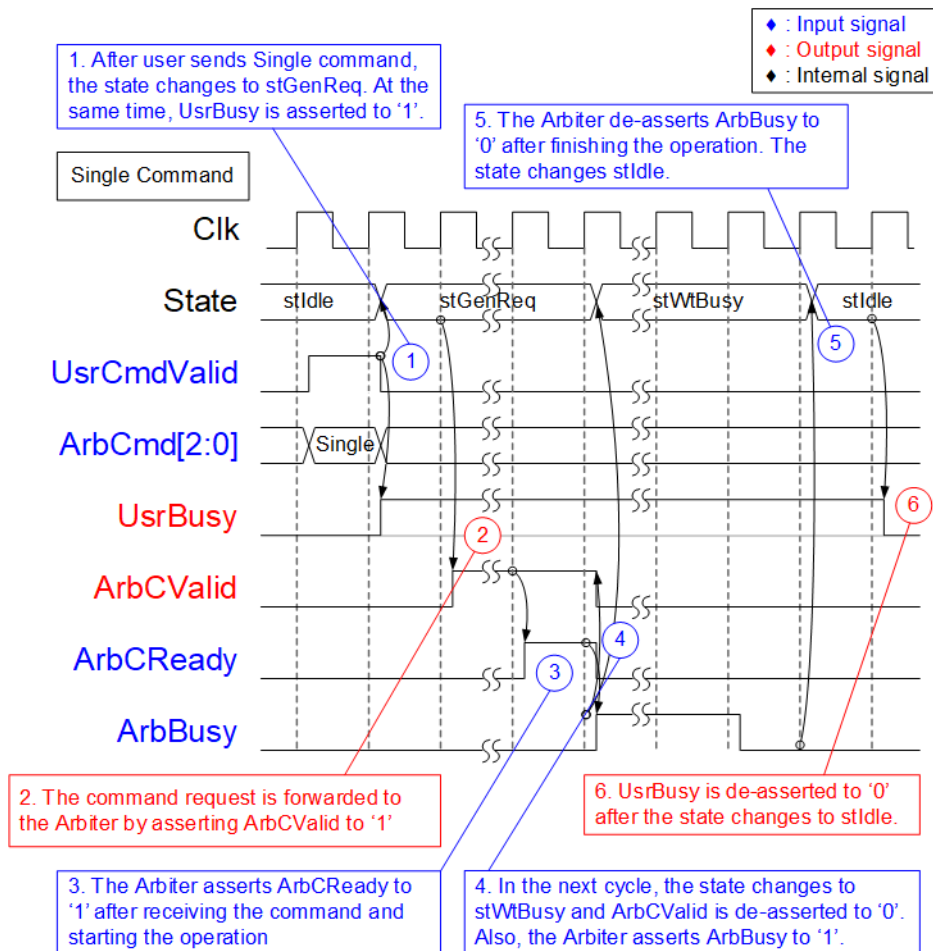 ♦ : Input signal
♦ : Output signal
♦ : Internal signal
1. After user sends Single command,
the state changes to stGenReq. At the
same time, UsrBusy is asserted to ‘1’.
5. The Arbiter de-asserts ArbBusy to
‘0’ after finishing the operation. The
state changes stIdle.
Single Command
Clk
State
stIdle
stGenReq
stWtBusy
stIdle
1
5
UsrCmdValid
ArbCmd[2:0]
Single
UsrBusy
6
2
ArbCValid
ArbCReady
3
4
ArbBusy
2. The command request is forwarded to
the Arbiter by asserting ArbCValid to ‘1’
6. UsrBusy is de-asserted to ‘0’
after the state changes to stIdle.
3. The Arbiter asserts ArbCReady to
‘1’ after receiving the command and
starting the operation
4. In the next cycle, the state changes to
stWtBusy and ArbCValid is de-asserted to ‘0’.
Also, the Arbiter asserts ArbBusy to ‘1’.